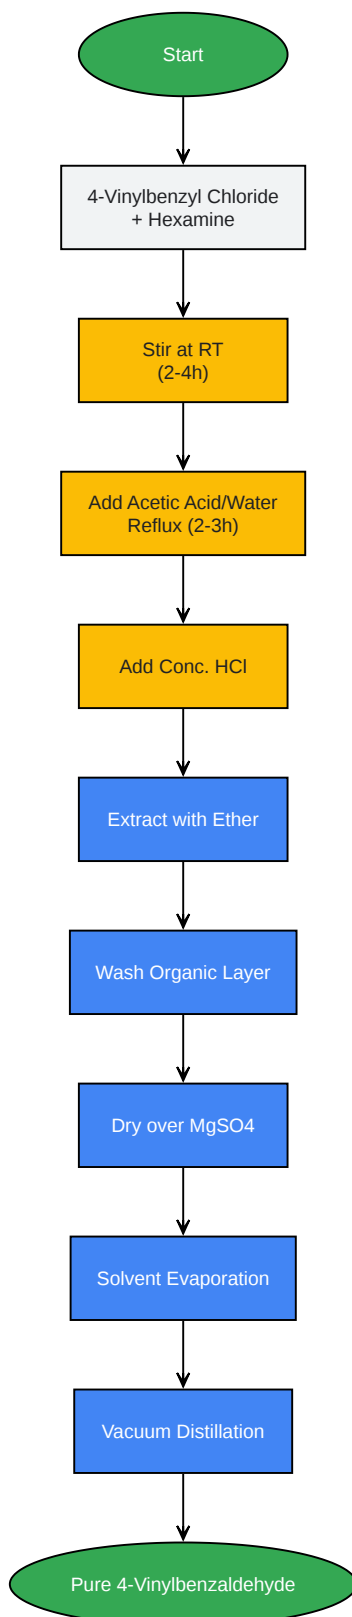 Start
4-Vinylbenzyl Chloride
+ Hexamine
Stir at RT
(2-4h)
Add Acetic Acid/Water
Reflux (2-3h)
Add Conc. HCl
Extract with Ether
Wash Organic Layer
Dry over MgSO4
Solvent Evaporation
Vacuum Distillation
Pure 4-Vinylbenzaldehyde